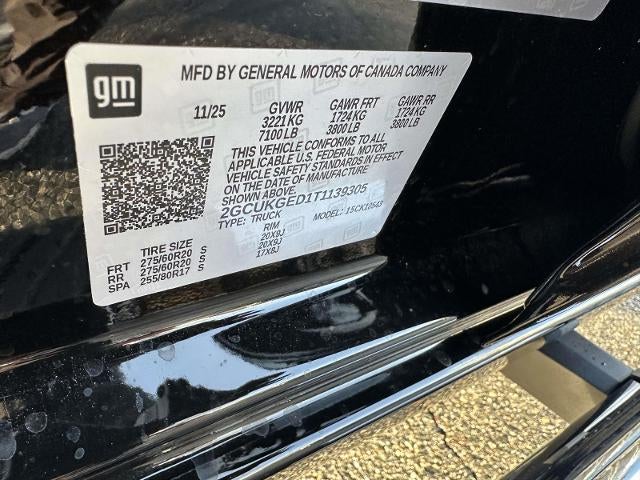 gm
MFD BY GENERAL MOTORS OF CANADA COMPANY
11/25 GVWR GAWR FRT GAWR RR
3221 KG 1724 KG 1724 KG
7100 LB 3800 LB 3800 LB
THIS VEHICLE CONFORMS TO ALL
APPLICABLE U.S. FEDERAL MOTOR
VEHICLE SAFETY STANDARDS IN EFFECT
ON THE DATE OF MANUFACTURE
SHOWN ABOVE.
2GCUKGED1T1139305
TYPE: TRUCK MODEL: 15CK10543
TIRE SIZE RIM
FRT 275/60R20 S 20X9J
RR 275/60R20 S 20X9J
SPA 255/80R17 S 17X8J